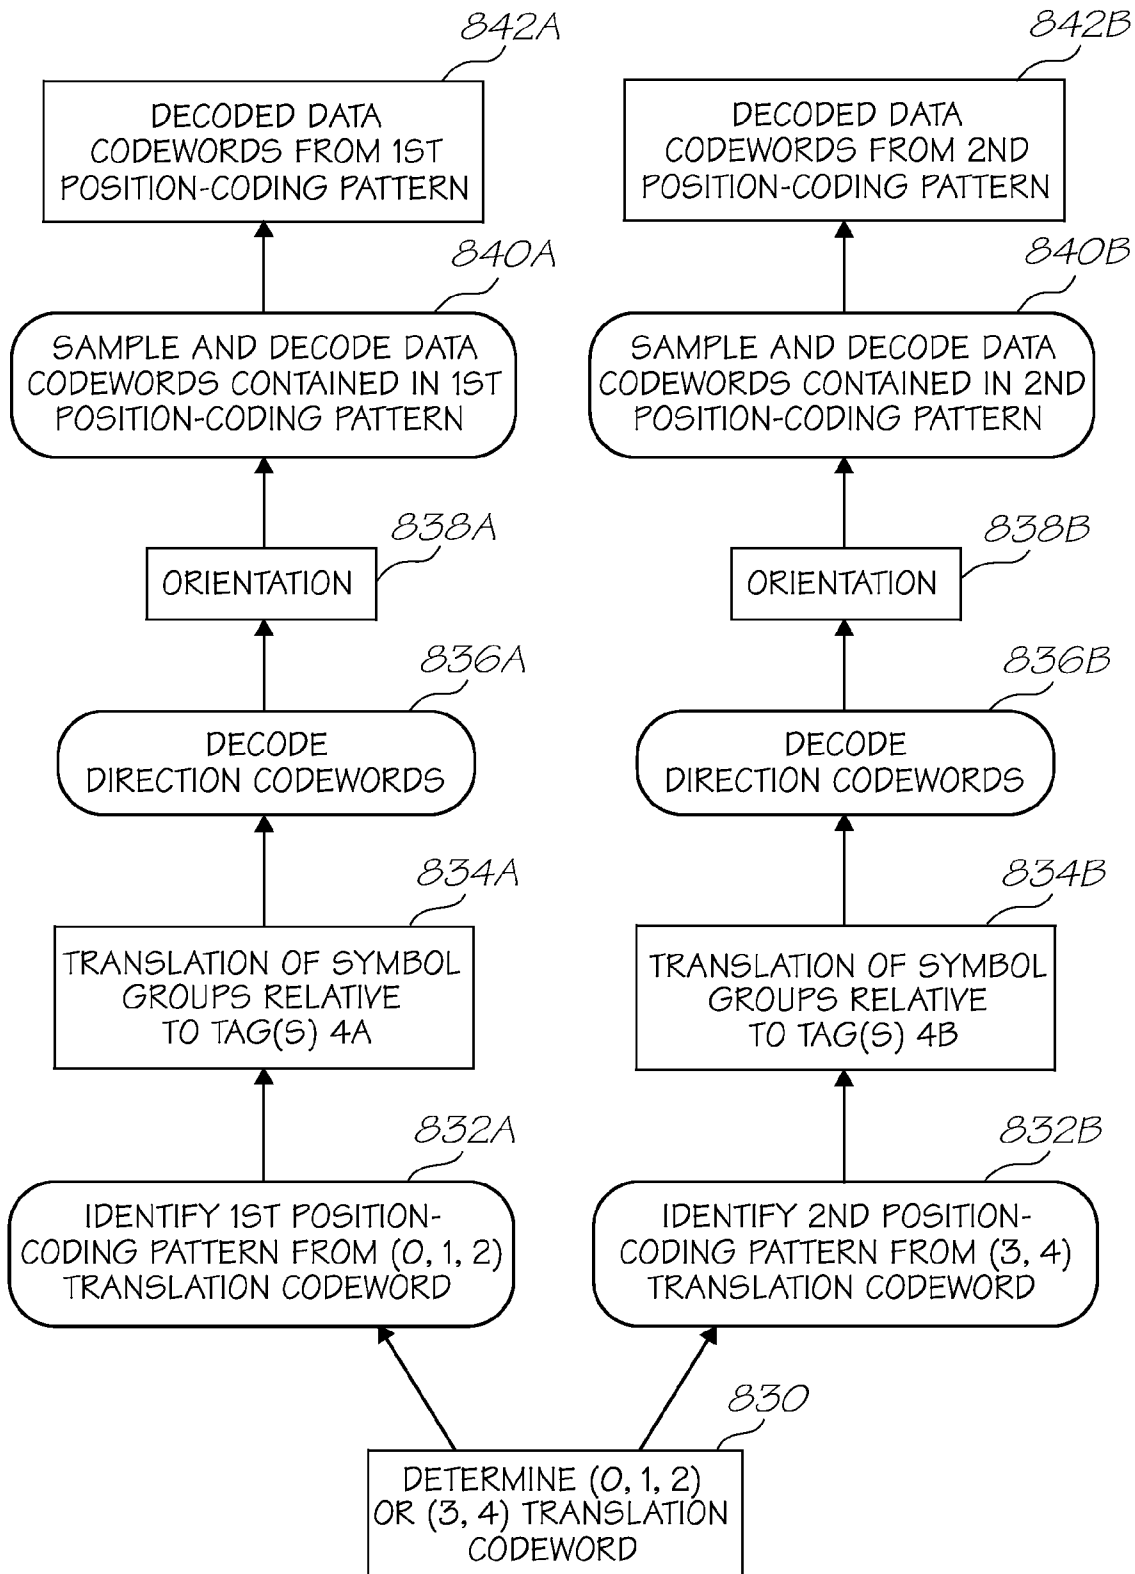 842A
DECODED DATA
CODEWORDS FROM 1ST
POSITION-CODING PATTERN
842B
DECODED DATA
CODEWORDS FROM 2ND
POSITION-CODING PATTERN
840A
SAMPLE AND DECODE DATA
CODEWORDS CONTAINED IN 1ST
POSITION-CODING PATTERN
840B
SAMPLE AND DECODE DATA
CODEWORDS CONTAINED IN 2ND
POSITION-CODING PATTERN
838A
ORIENTATION
838B
ORIENTATION
836A
DECODE
DIRECTION CODEWORDS
836B
DECODE
DIRECTION CODEWORDS
834A
TRANSLATION OF SYMBOL
GROUPS RELATIVE
TO TAG(S) 4A
834B
TRANSLATION OF SYMBOL
GROUPS RELATIVE
TO TAG(S) 4B
832A
IDENTIFY 1ST POSITION-
CODING PATTERN FROM (0, 1, 2)
TRANSLATION CODEWORD
832B
IDENTIFY 2ND POSITION-
CODING PATTERN FROM (3, 4)
TRANSLATION CODEWORD
830
DETERMINE (0, 1, 2)
OR (3, 4) TRANSLATION
CODEWORD